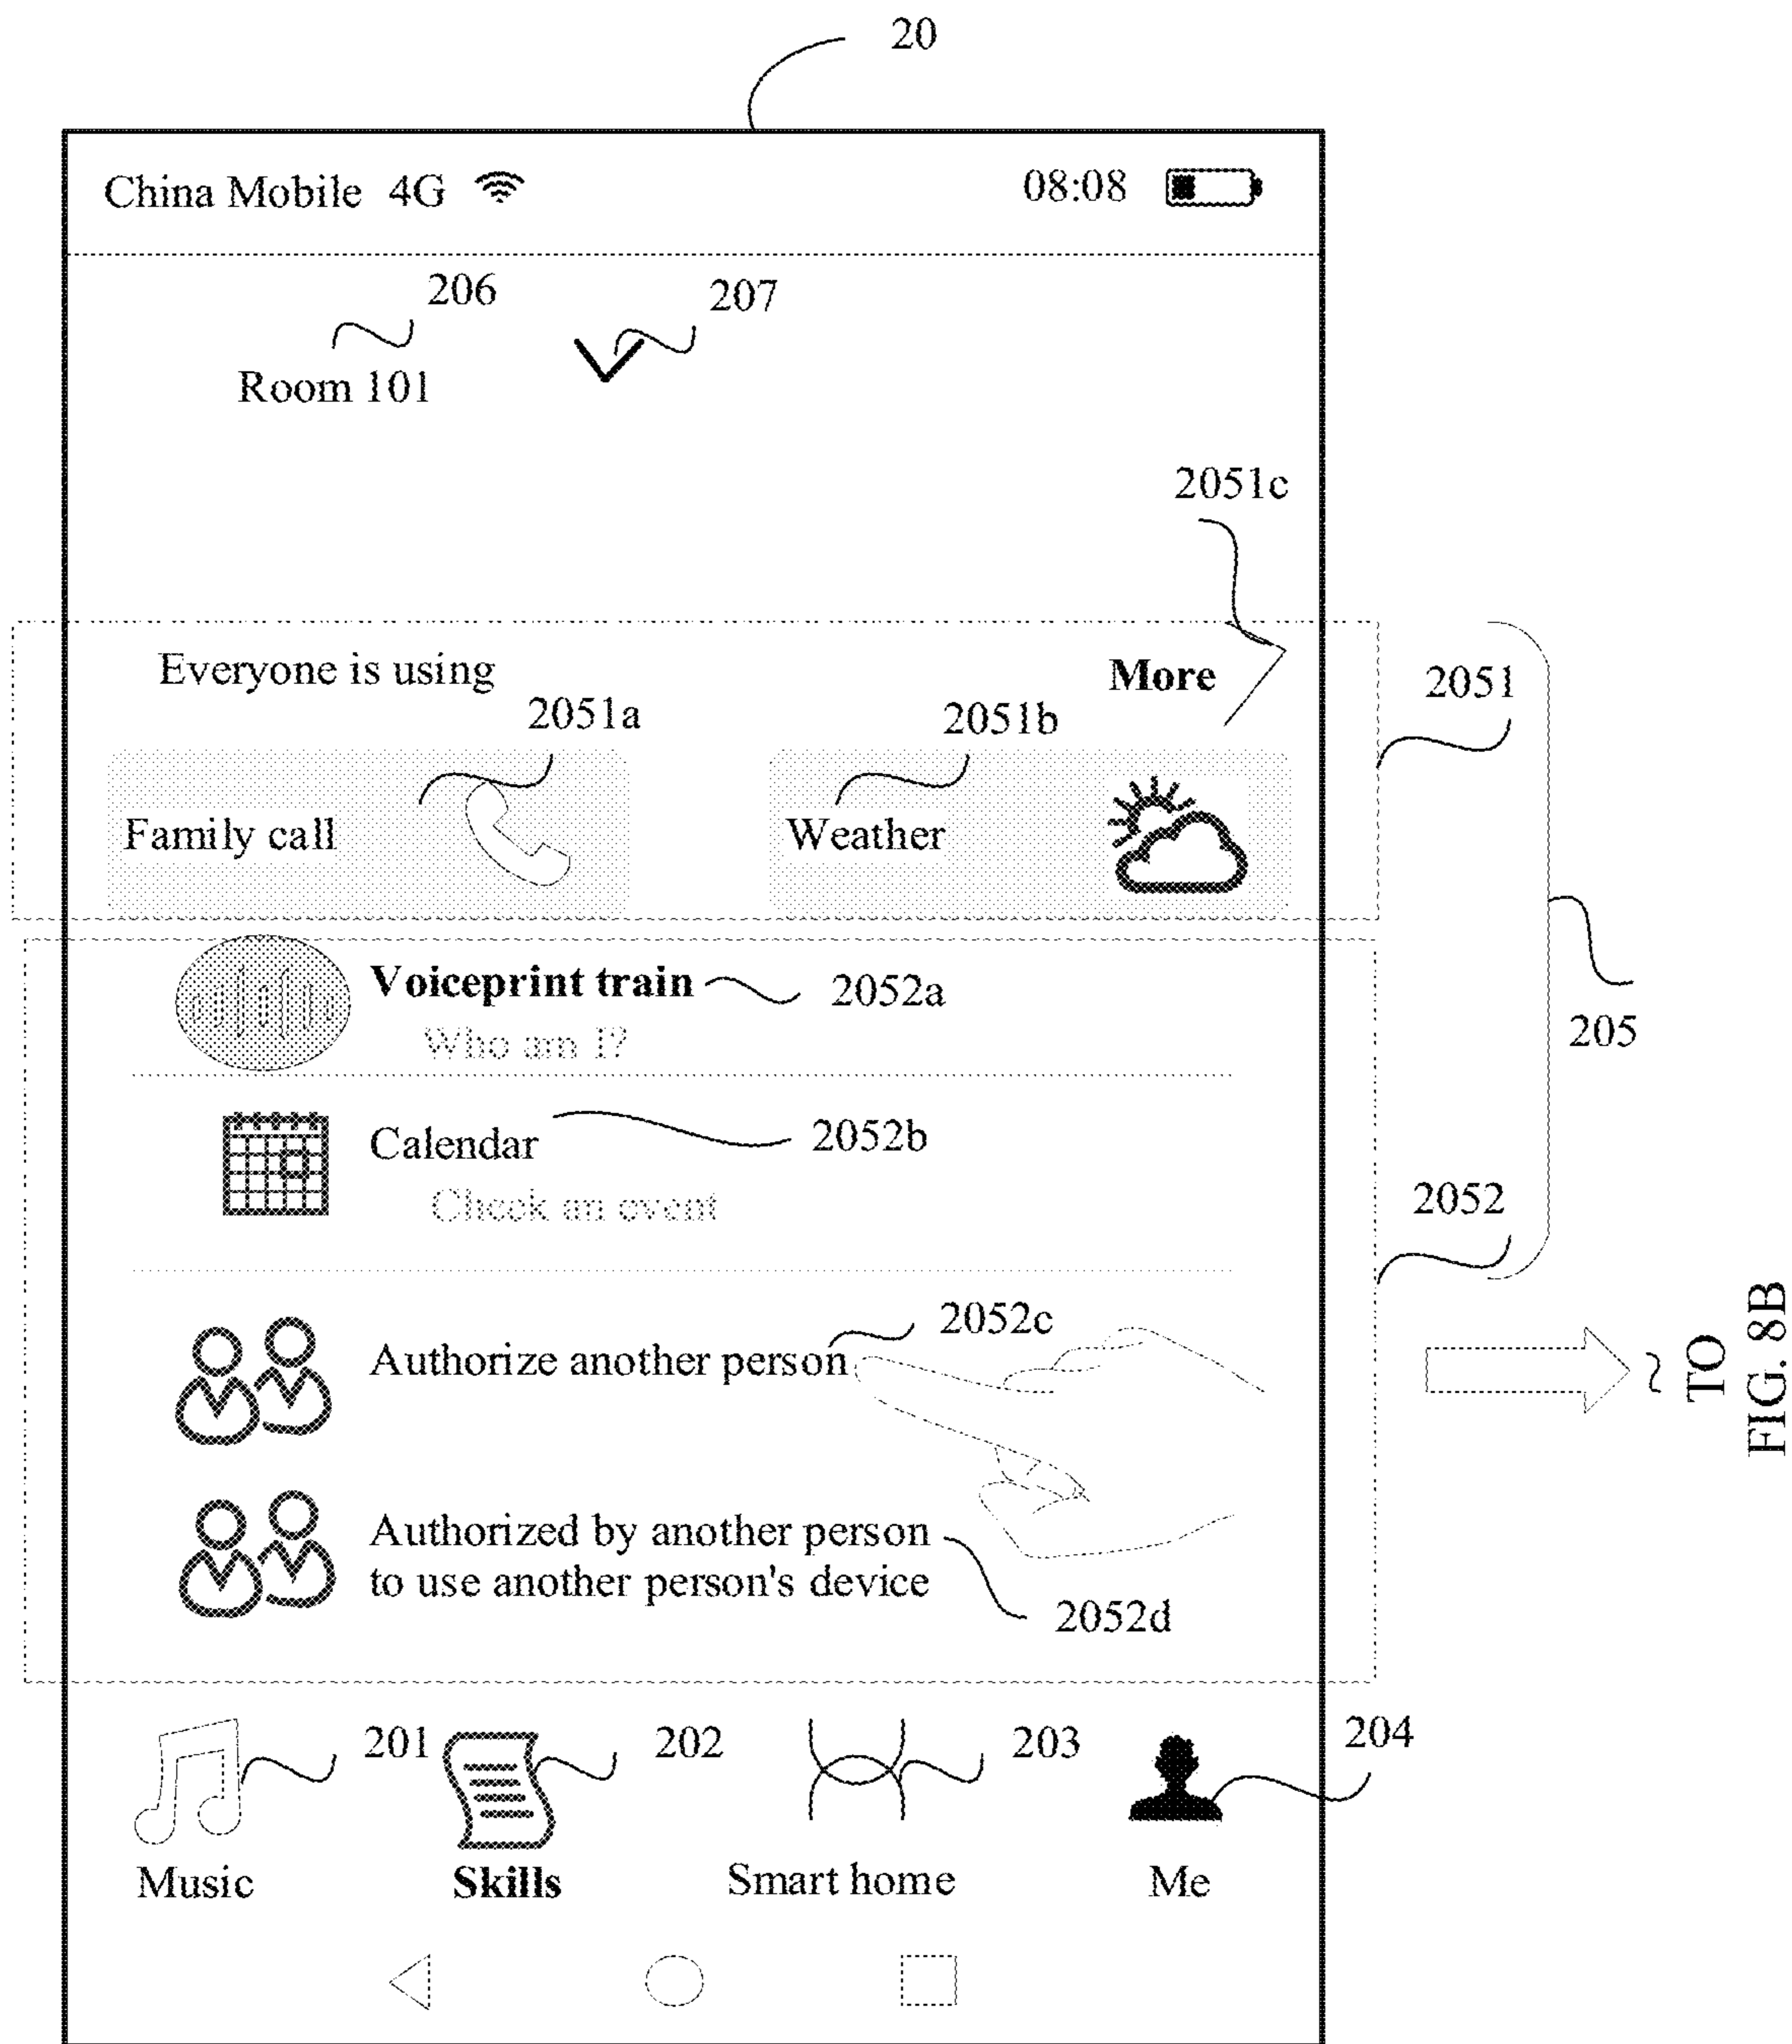 20
China Mobile 4G 08:08
206
207
Room 101
2051c
Everyone is using
More
2051
2051a
2051b
Family call
Weather
Voiceprint train
2052a
Who am I?
205
Calendar
2052b
Check an event
2052
2052c
Authorize another person
TO
FIG. 8B
Authorized by another person
to use another person's device
2052d
201
202
203
204
Music
Skills
Smart home
Me